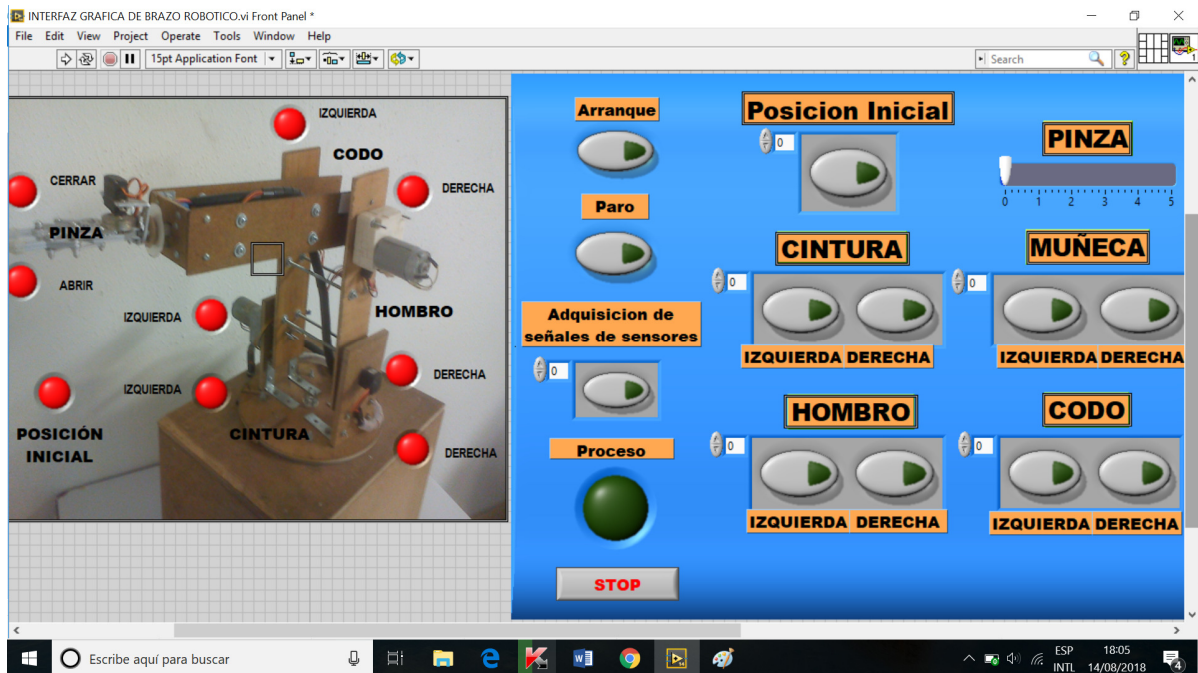 INTERFAZ GRAFICA DE BRAZO ROBOTICO.vi Front Panel *
File Edit View Project Operate Tools Window Help
15pt Application Font
Search
1
IZQUIERDA
CODO
CERRAR
DERECHA
PINZA
ABRIR
HOMBRO
IZQUIERDA
DERECHA
IZQUIERDA
POSICIÓN
INICIAL
CINTURA
DERECHA
Arranque
Paro
Adquisicion de
señales de sensores
0
Proceso
STOP
Posicion Inicial
0
PINZA
0 1 2 3 4 5
CINTURA
0
IZQUIERDA DERECHA
MUÑECA
0
IZQUIERDA DERECHA
HOMBRO
0
IZQUIERDA DERECHA
CODO
0
IZQUIERDA DERECHA
Escribe aquí para buscar
ESP
INTL
18:05
14/08/2018
4